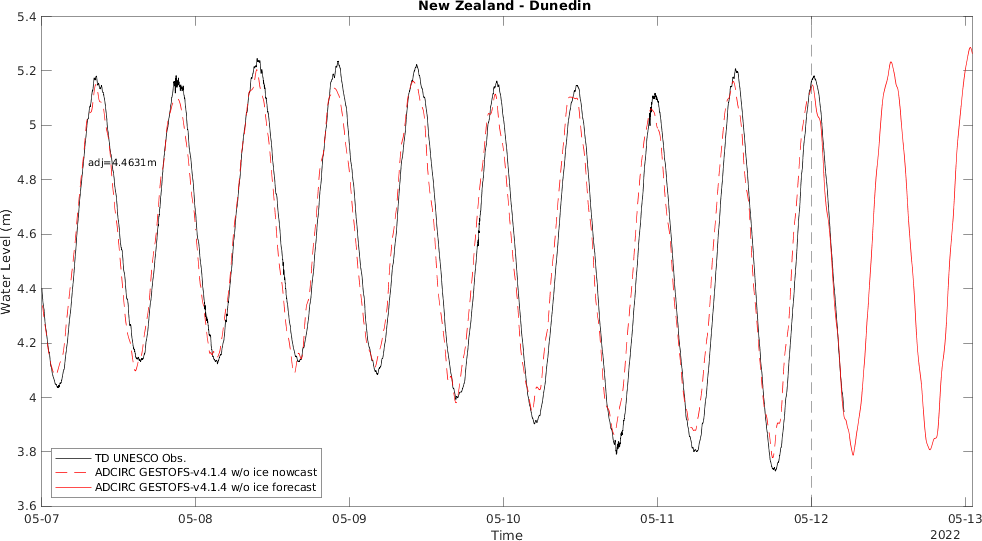 New Zealand - Dunedin
5.4
5.2
5
4.8
4.6
4.4
4.2
4
3.8
3.6
Water Level (m)
adj=4.4631m
TD UNESCO Obs.
ADCIRC GESTOFS-v4.1.4 w/o ice nowcast
ADCIRC GESTOFS-v4.1.4 w/o ice forecast
05-07 05-08 05-09 05-10 05-11 05-12 05-13
Time
2022